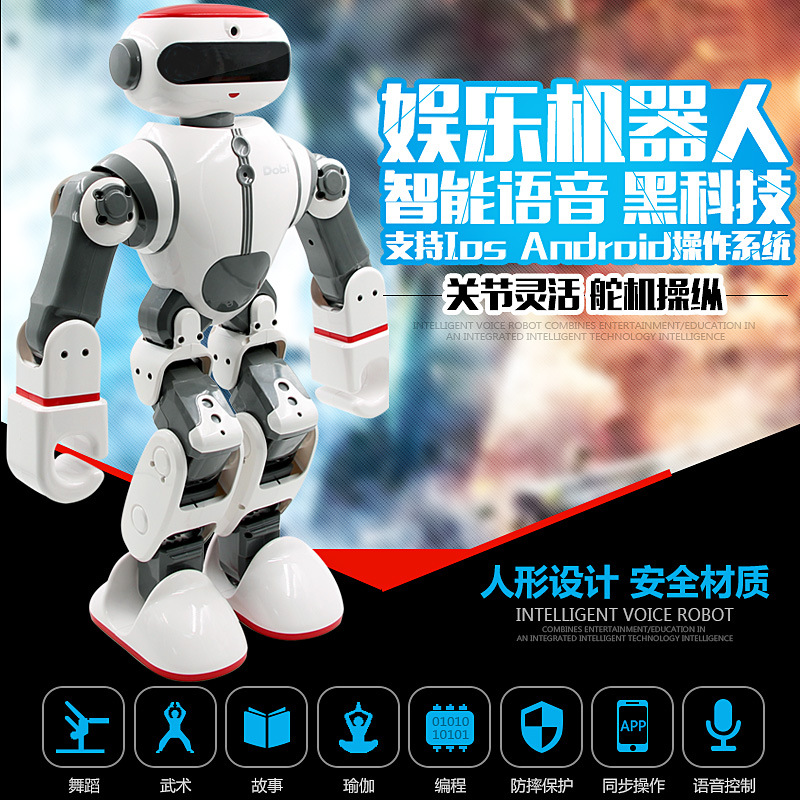 Dobi
娱乐机器人
智能语音 黑科技
支持Ios Android操作系统
关节灵活 舵机操纵
INTELLIGENT VOICE ROBOT COMBINES ENTERTAINMENT/EDUCATION IN
AN INTEGRATED INTELLIGENT TECHNOLOGY INTELLIGENCE
人形设计 安全材质
INTELLIGENT VOICE ROBOT
COMBINES ENTERTAINMENT/EDUCATION IN
AN INTEGRATED INTELLIGENT TECHNOLOGY INTELLIGENCE
01010
10101
APP
舞蹈 武术 故事 瑜伽 编程 防摔保护 同步操作 语音控制